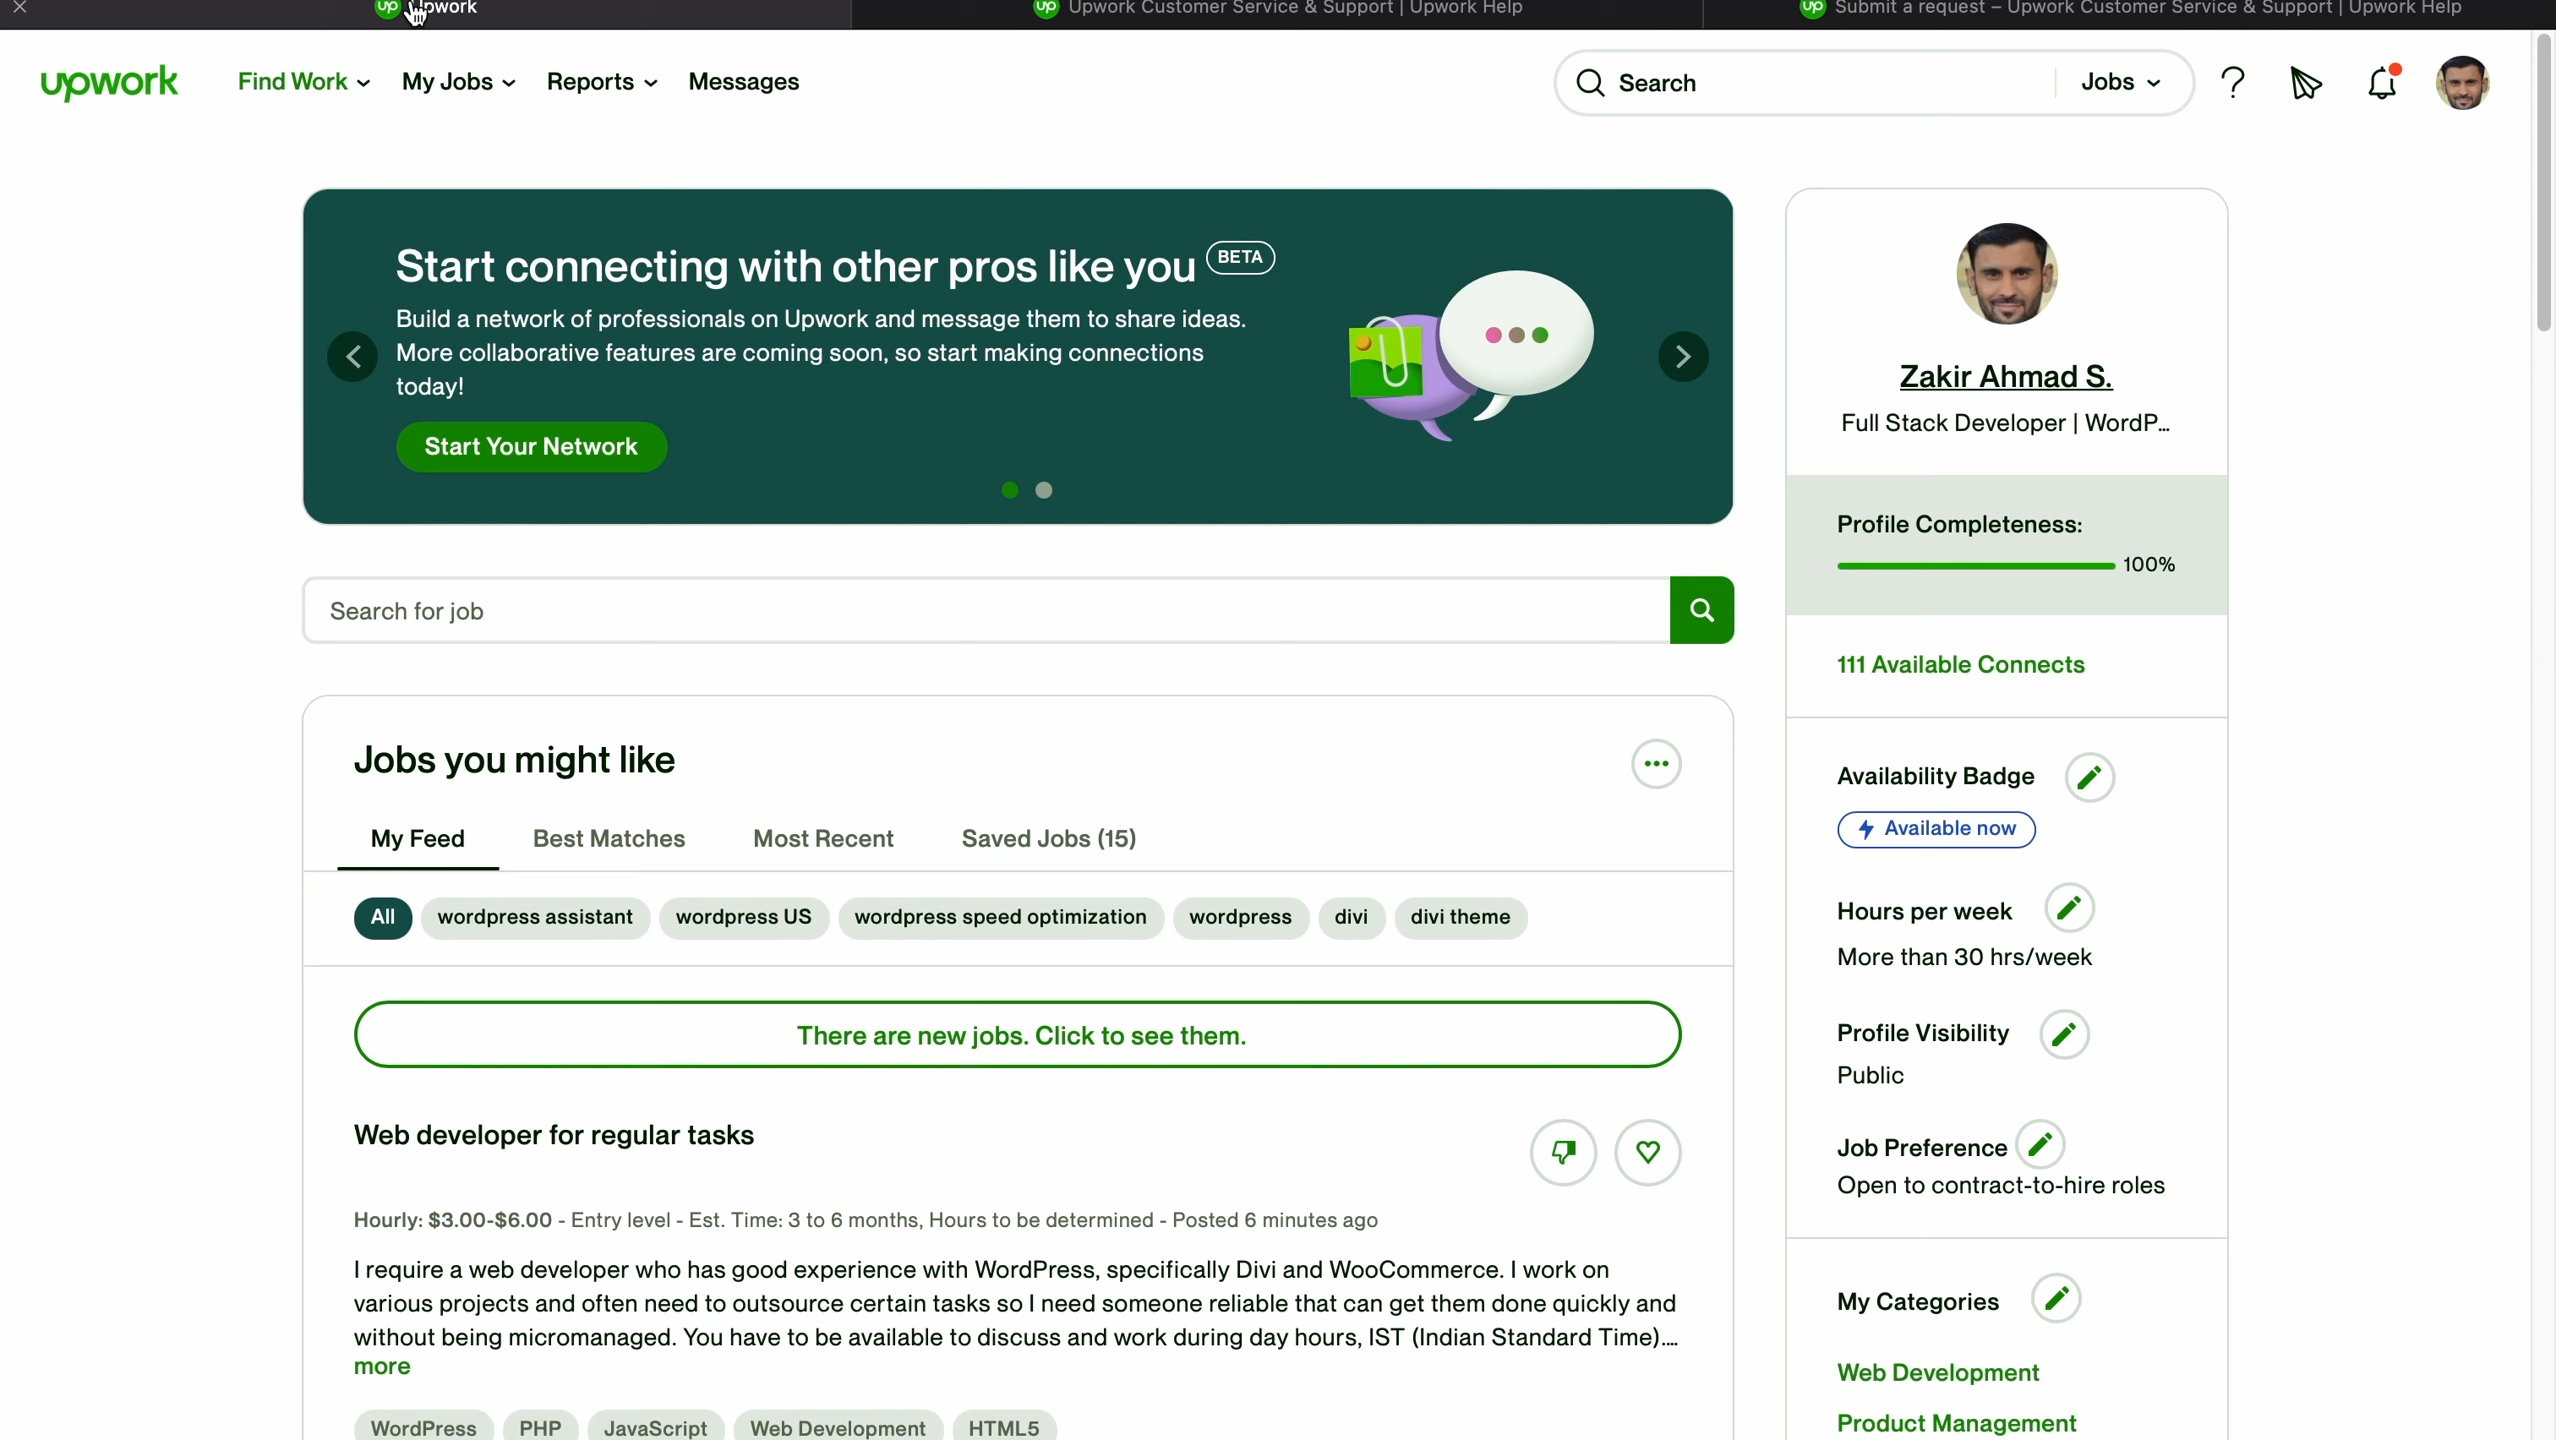 Upwork
Upwork Customer Service & Support | Upwork Help
Submit a request – Upwork Customer Service & Support | Upwork Help
upwork
Find Work
My Jobs
Reports
Messages
Search
Jobs
Start connecting with other pros like you
BETA
Build a network of professionals on Upwork and message them to share ideas.
More collaborative features are coming soon, so start making connections
today!
Start Your Network
Search for job
Jobs you might like
My Feed
Best Matches
Most Recent
Saved Jobs (15)
All
wordpress assistant
wordpress US
wordpress speed optimization
wordpress
divi
divi theme
There are new jobs. Click to see them.
Web developer for regular tasks
Hourly: $3.00-$6.00 - Entry level - Est. Time: 3 to 6 months, Hours to be determined - Posted 6 minutes ago
I require a web developer who has good experience with WordPress, specifically Divi and WooCommerce. I work on
various projects and often need to outsource certain tasks so I need someone reliable that can get them done quickly and
without being micromanaged. You have to be available to discuss and work during day hours, IST (Indian Standard Time)....
more
WordPress
PHP
JavaScript
Web Development
HTML5
Zakir Ahmad S.
Full Stack Developer | WordP...
Profile Completeness:
100%
111 Available Connects
Availability Badge
Available now
Hours per week
More than 30 hrs/week
Profile Visibility
Public
Job Preference
Open to contract-to-hire roles
My Categories
Web Development
Product Management